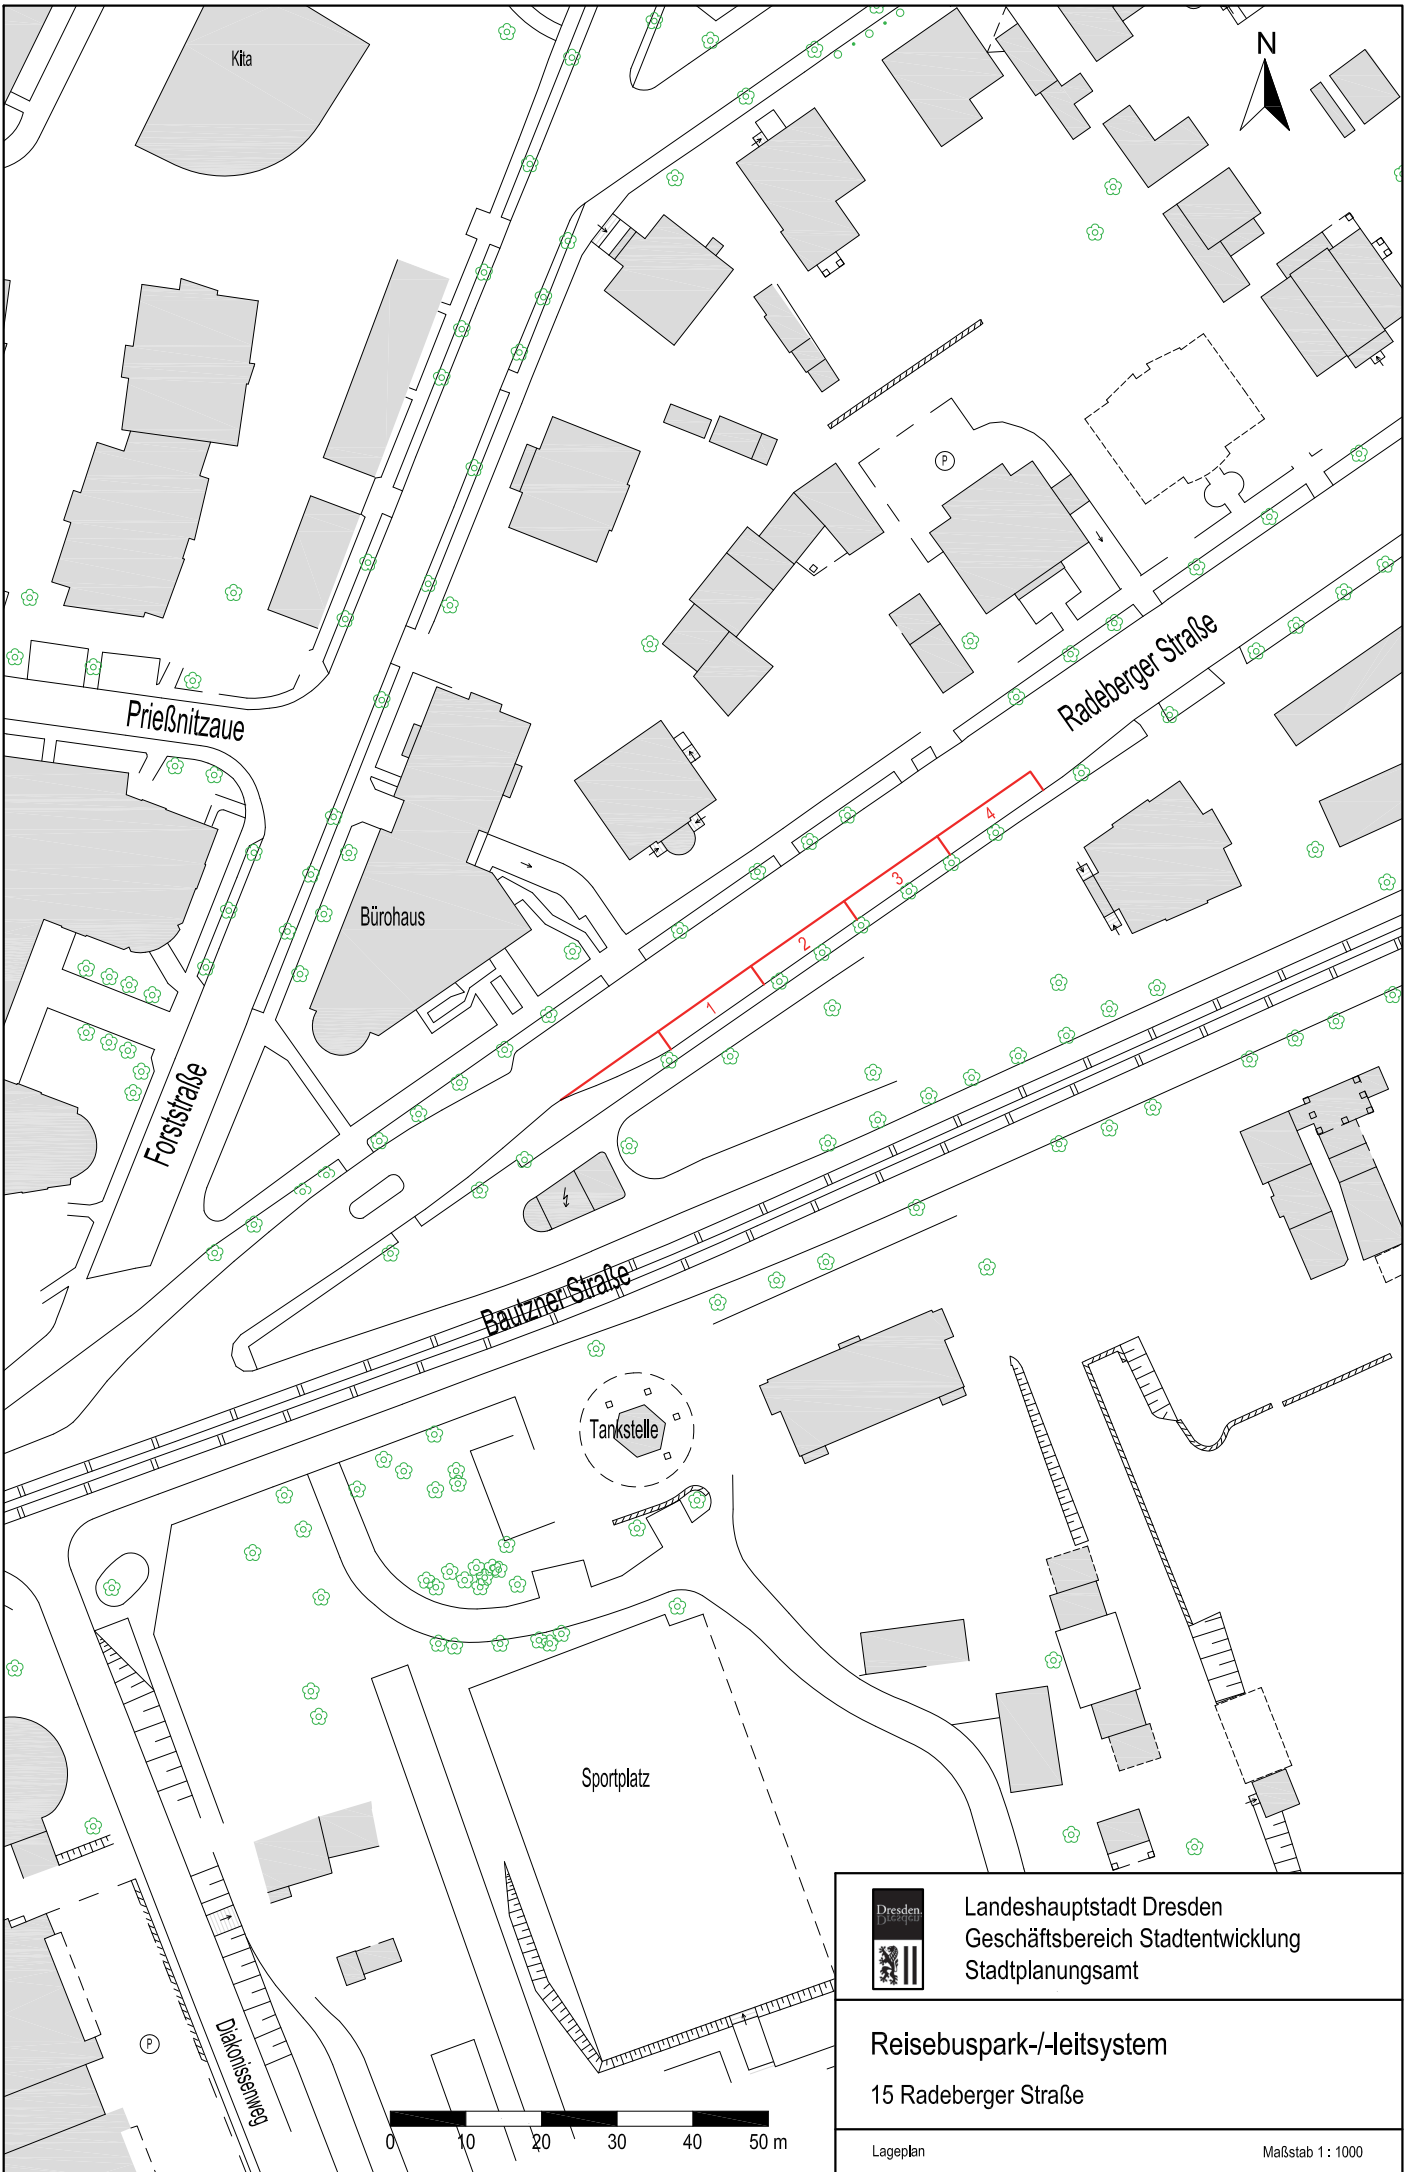 Kita
N
P
Prießnitzaue
Radeberger Straße
Bürohaus
1
2
3
4
Forststraße
Bautzner Straße
Tankstelle
Sportplatz
P
Diakonissenweg
0 10 20 30 40 50 m
Dresden.
Dresden.
Landeshauptstadt Dresden
Geschäftsbereich Stadtentwicklung
Stadtplanungsamt
Reisebuspark-/-leitsystem
15 Radeberger Straße
Lageplan
Maßstab 1 : 1000